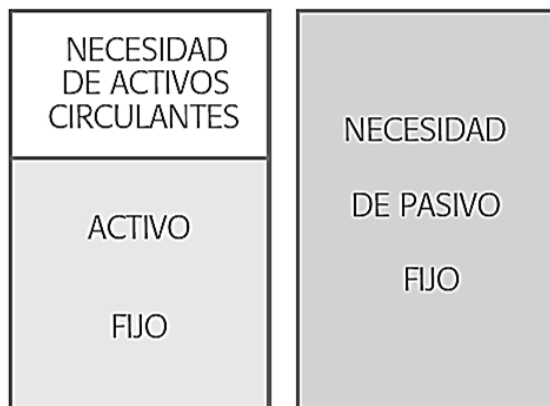 NECESIDAD
DE ACTIVOS
CIRCULANTES
ACTIVO
FIJO
NECESIDAD
DE PASIVO
FIJO